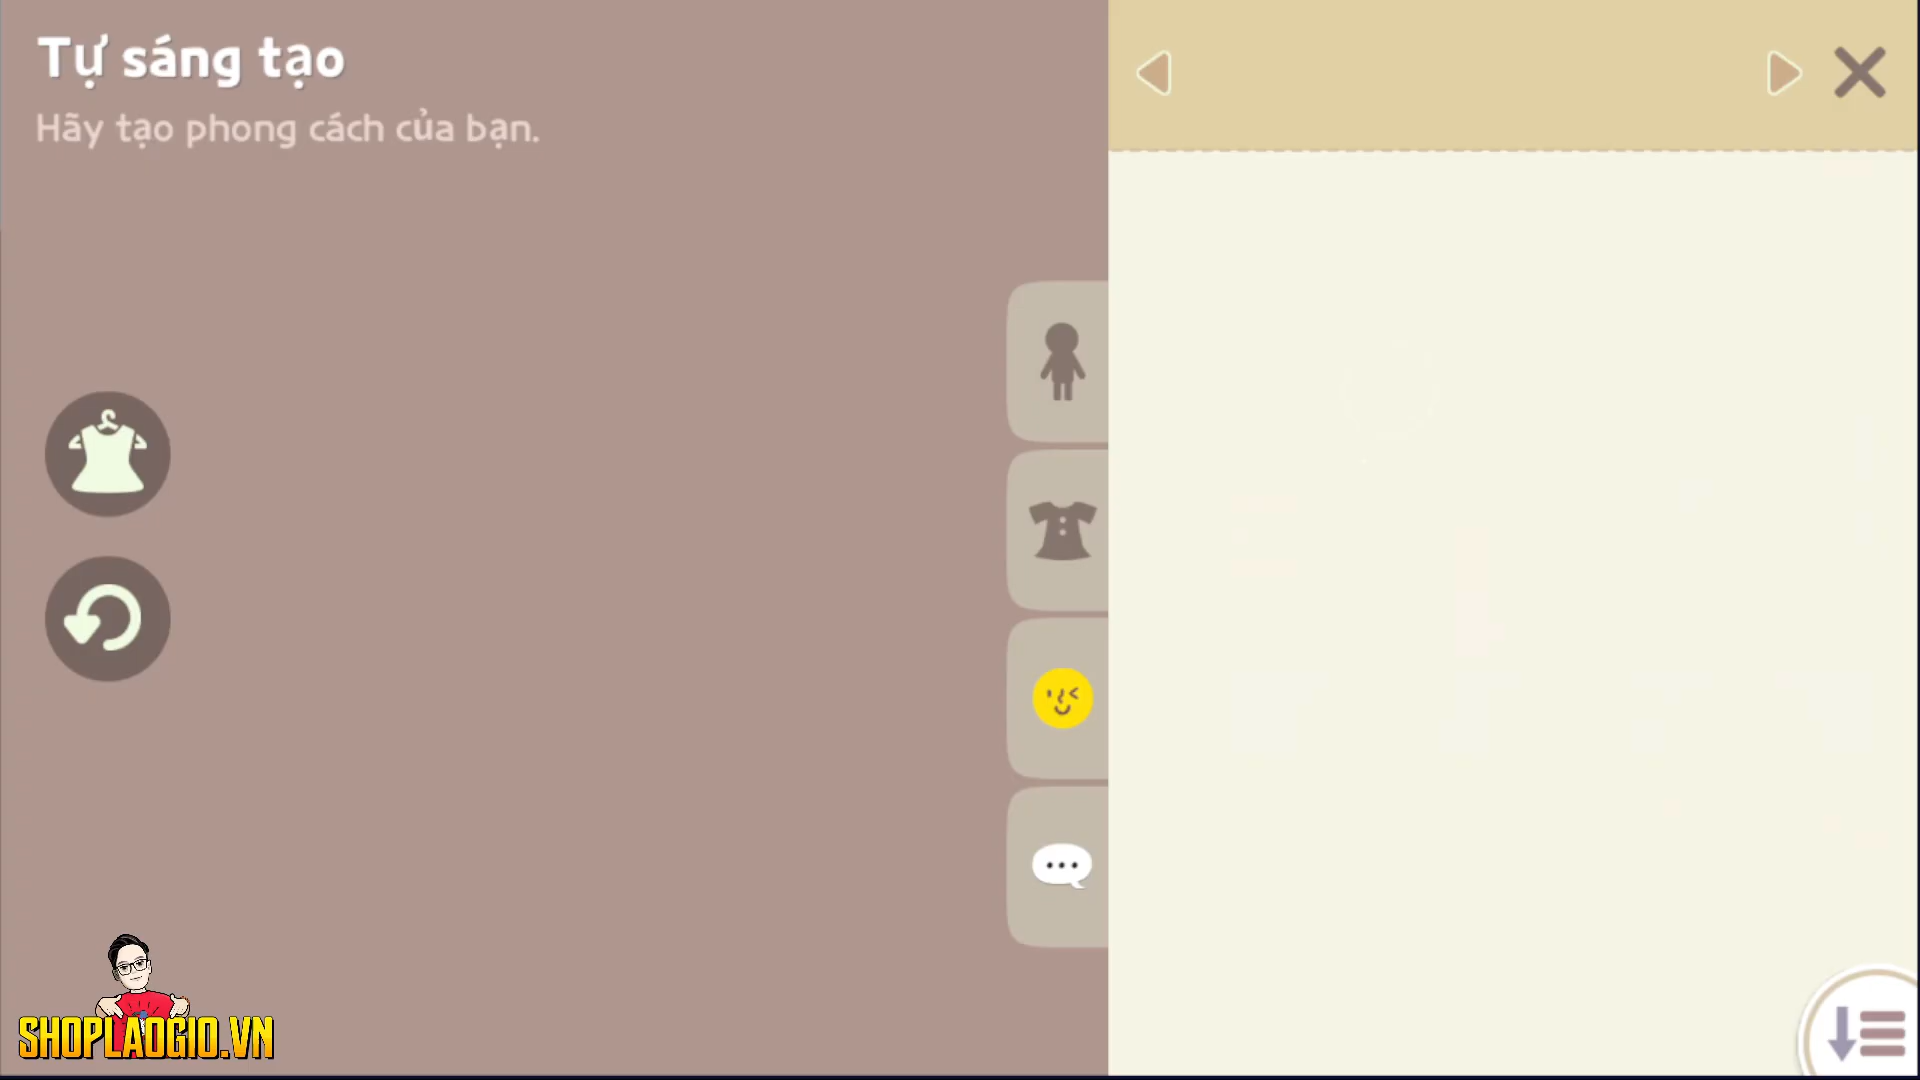 Tự sáng tạo
Hãy tạo phong cách của bạn.
SHOPLAOGIO.VN